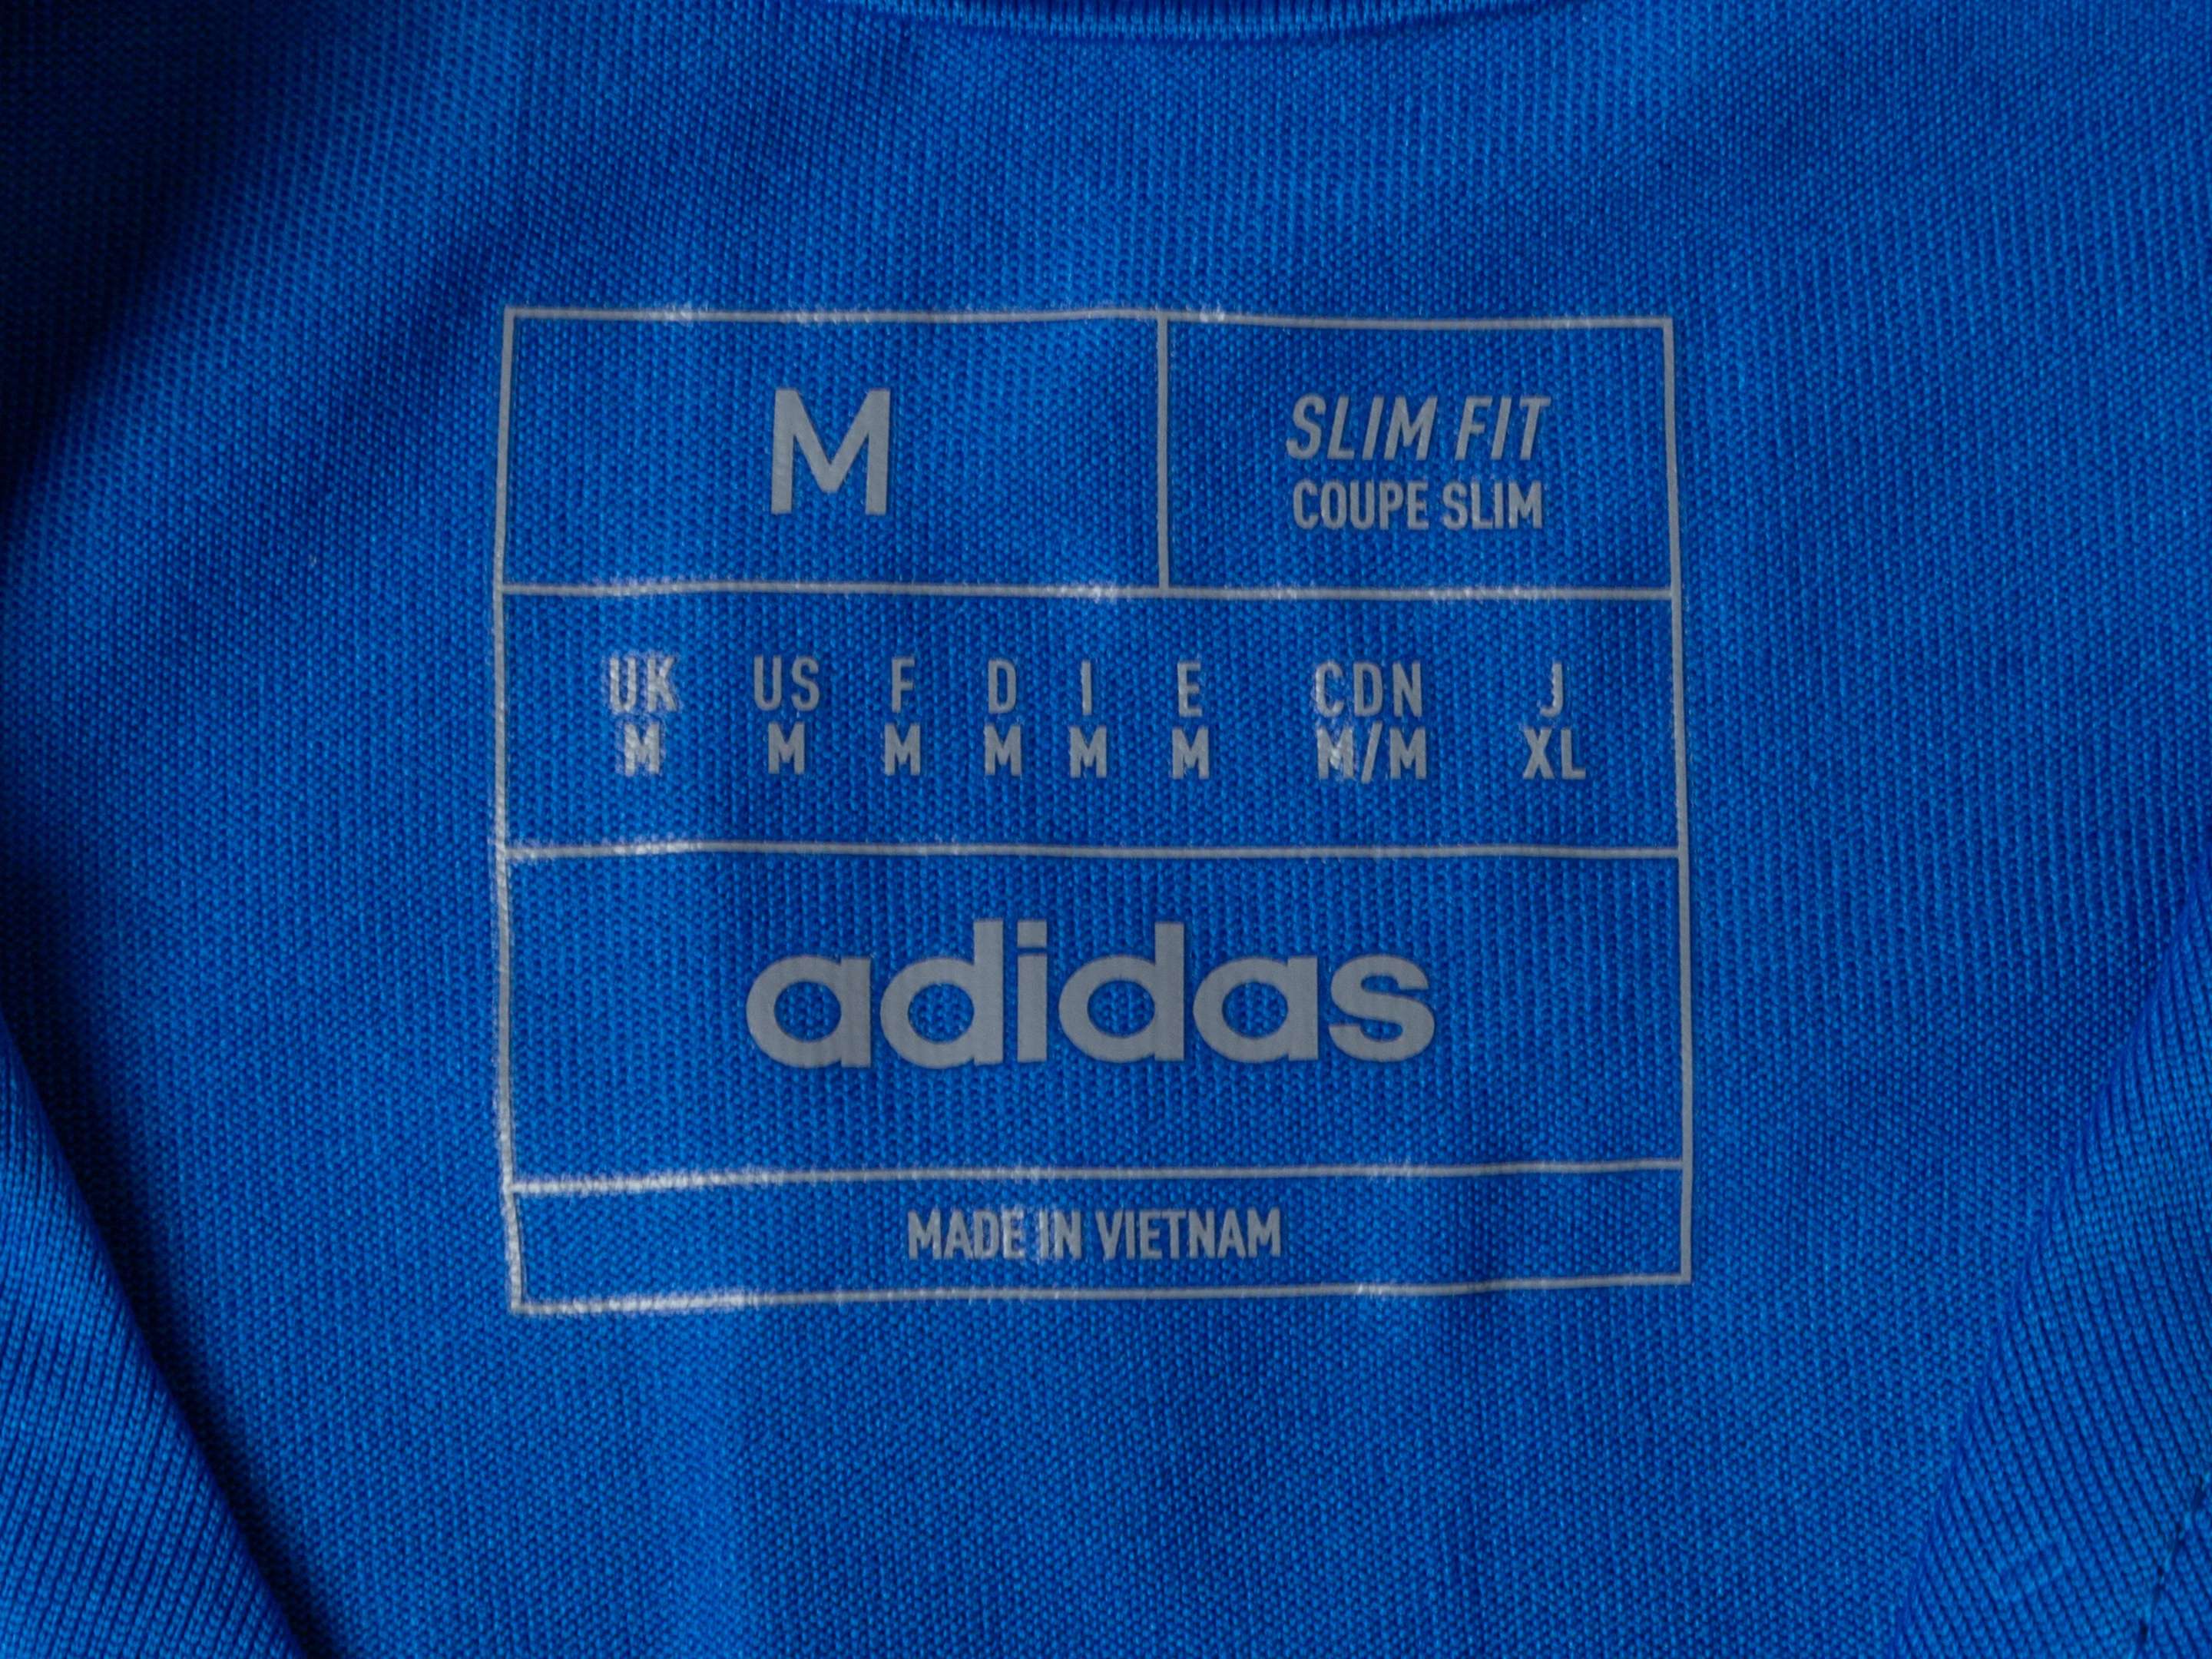 M
SLIM FIT
COUPE SLIM
UK US F D I E CDN J
M M M M M M M/M XL
adidas
MADE IN VIETNAM